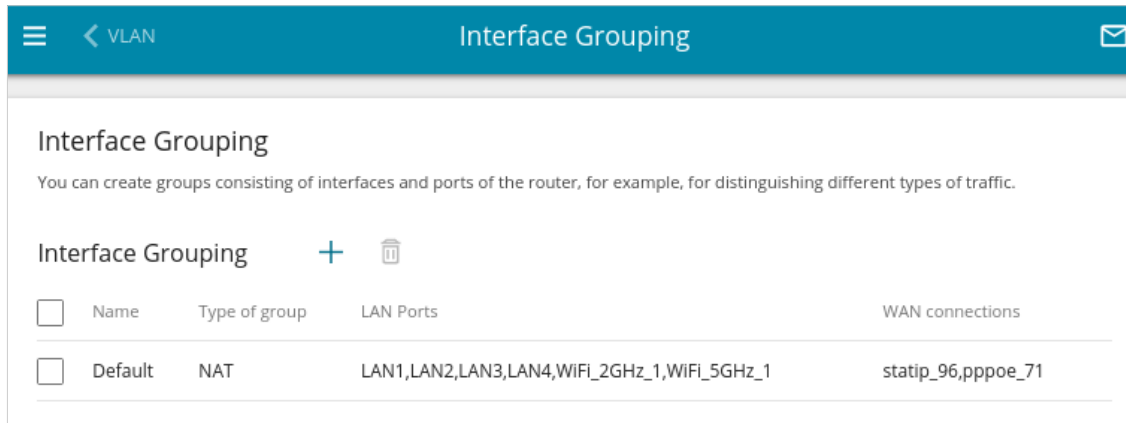 VLAN Interface Grouping
Interface Grouping
You can create groups consisting of interfaces and ports of the router, for example, for distinguishing different types of traffic.
Interface Grouping
Name Type of group LAN Ports WAN connections
Default NAT LAN1,LAN2,LAN3,LAN4,WiFi_2GHz_1,WiFi_5GHz_1 statip_96,pppoe_71